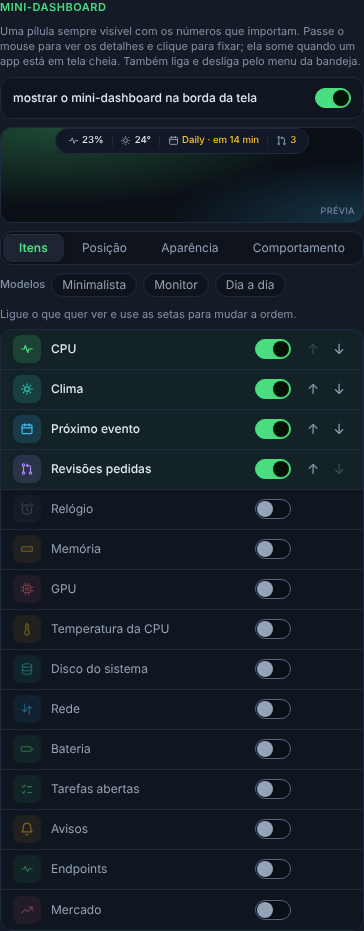 MINI-DASHBOARD
Uma pílula sempre visível com os números que importam. Passe o
mouse para ver os detalhes e clique para fixar; ela some quando um
app está em tela cheia. Também liga e desliga pelo menu da bandeja.
mostrar o mini-dashboard na borda da tela
23% 24° Daily · em 14 min 3
PRÉVIA
Itens Posição Aparência Comportamento
Modelos Minimalista Monitor Dia a dia
Ligue o que quer ver e use as setas para mudar a ordem.
CPU
Clima
Próximo evento
Revisões pedidas
Relógio
Memória
GPU
Temperatura da CPU
Disco do sistema
Rede
Bateria
Tarefas abertas
Avisos
Endpoints
Mercado